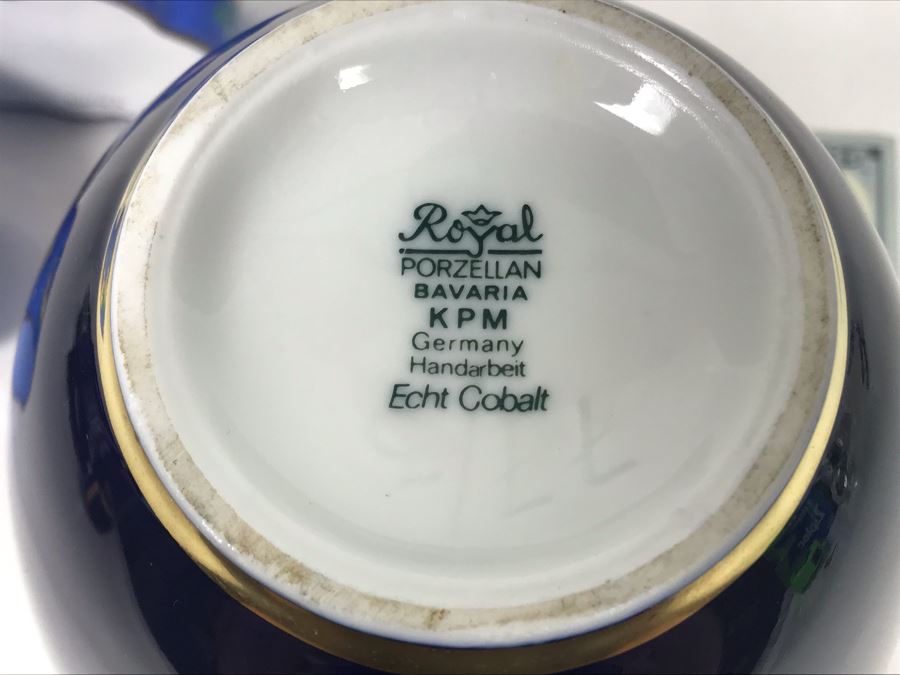 Royal
PORZELLAN
BAVARIA
KPM
Germany
Handarbeit
Echt Cobalt